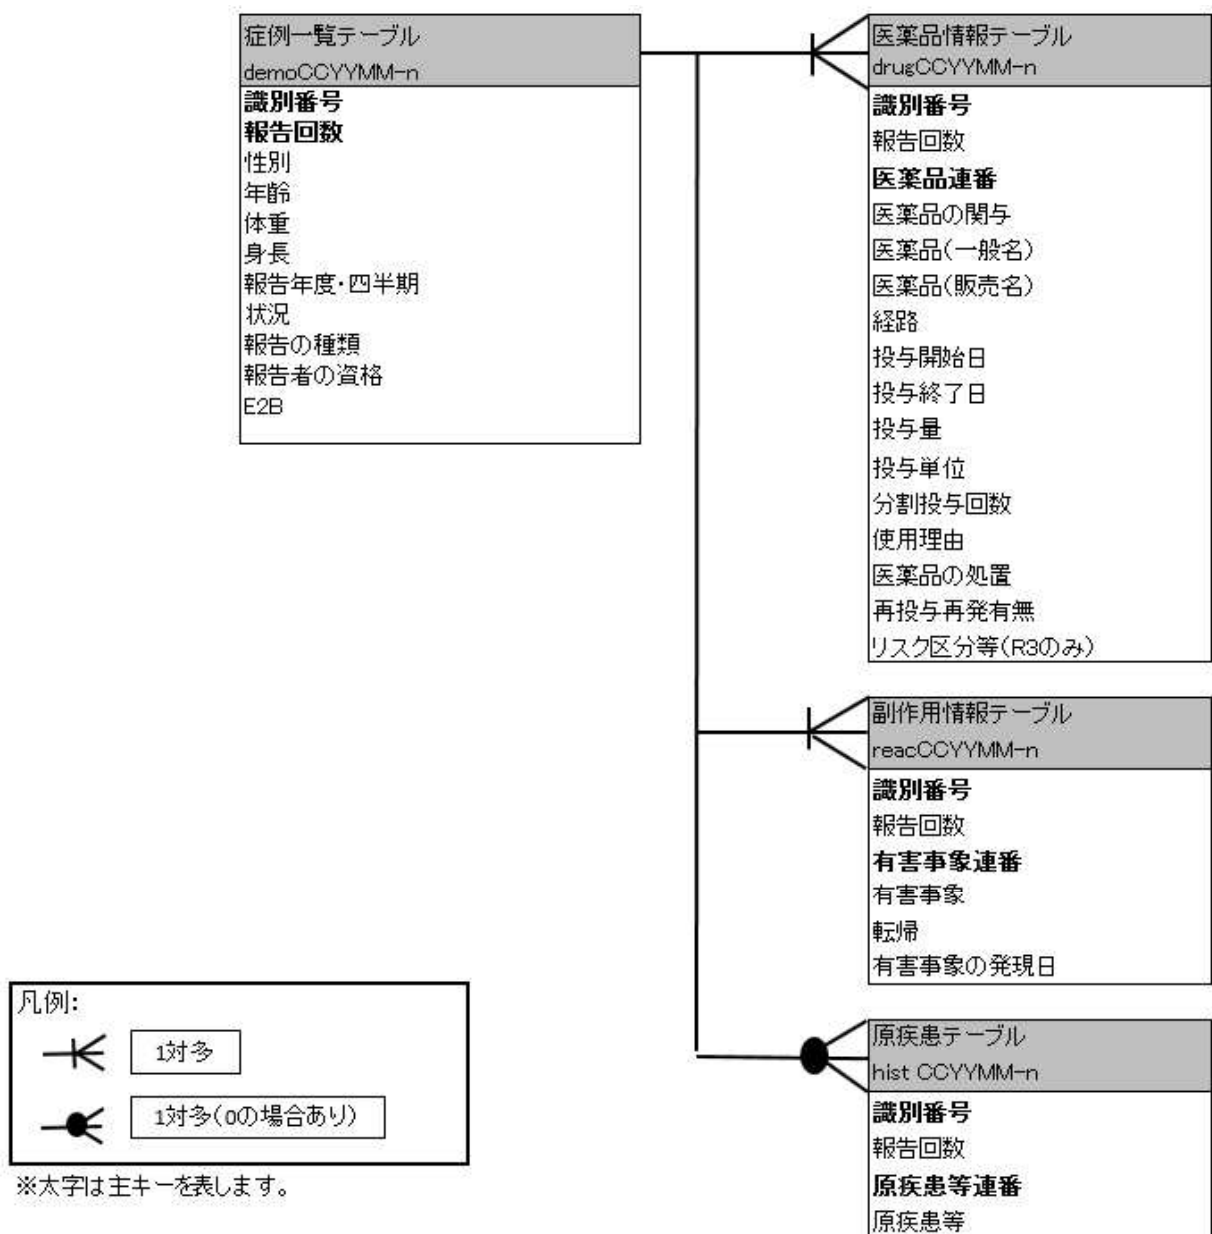 症例一覧テーブル
demoCCYYMM-n
識別番号
報告回数
性別
年齢
体重
身長
報告年度・四半期
状況
報告の種類
報告者の資格
E2B
医薬品情報テーブル
drugCCYYMM-n
識別番号
報告回数
医薬品連番
医薬品の関与
医薬品(一般名)
医薬品(販売名)
経路
投与開始日
投与終了日
投与量
投与単位
分割投与回数
使用理由
医薬品の処置
再投与再発有無
リスク区分等(R3のみ)
副作用情報テーブル
reacCCYYMM-n
識別番号
報告回数
有害事象連番
有害事象
転帰
有害事象の発現日
原疾患テーブル
hist CCYYMM-n
識別番号
報告回数
原疾患等連番
原疾患等
凡例:
1対多
1対多(0の場合あり)
※太字は主キーを表します。